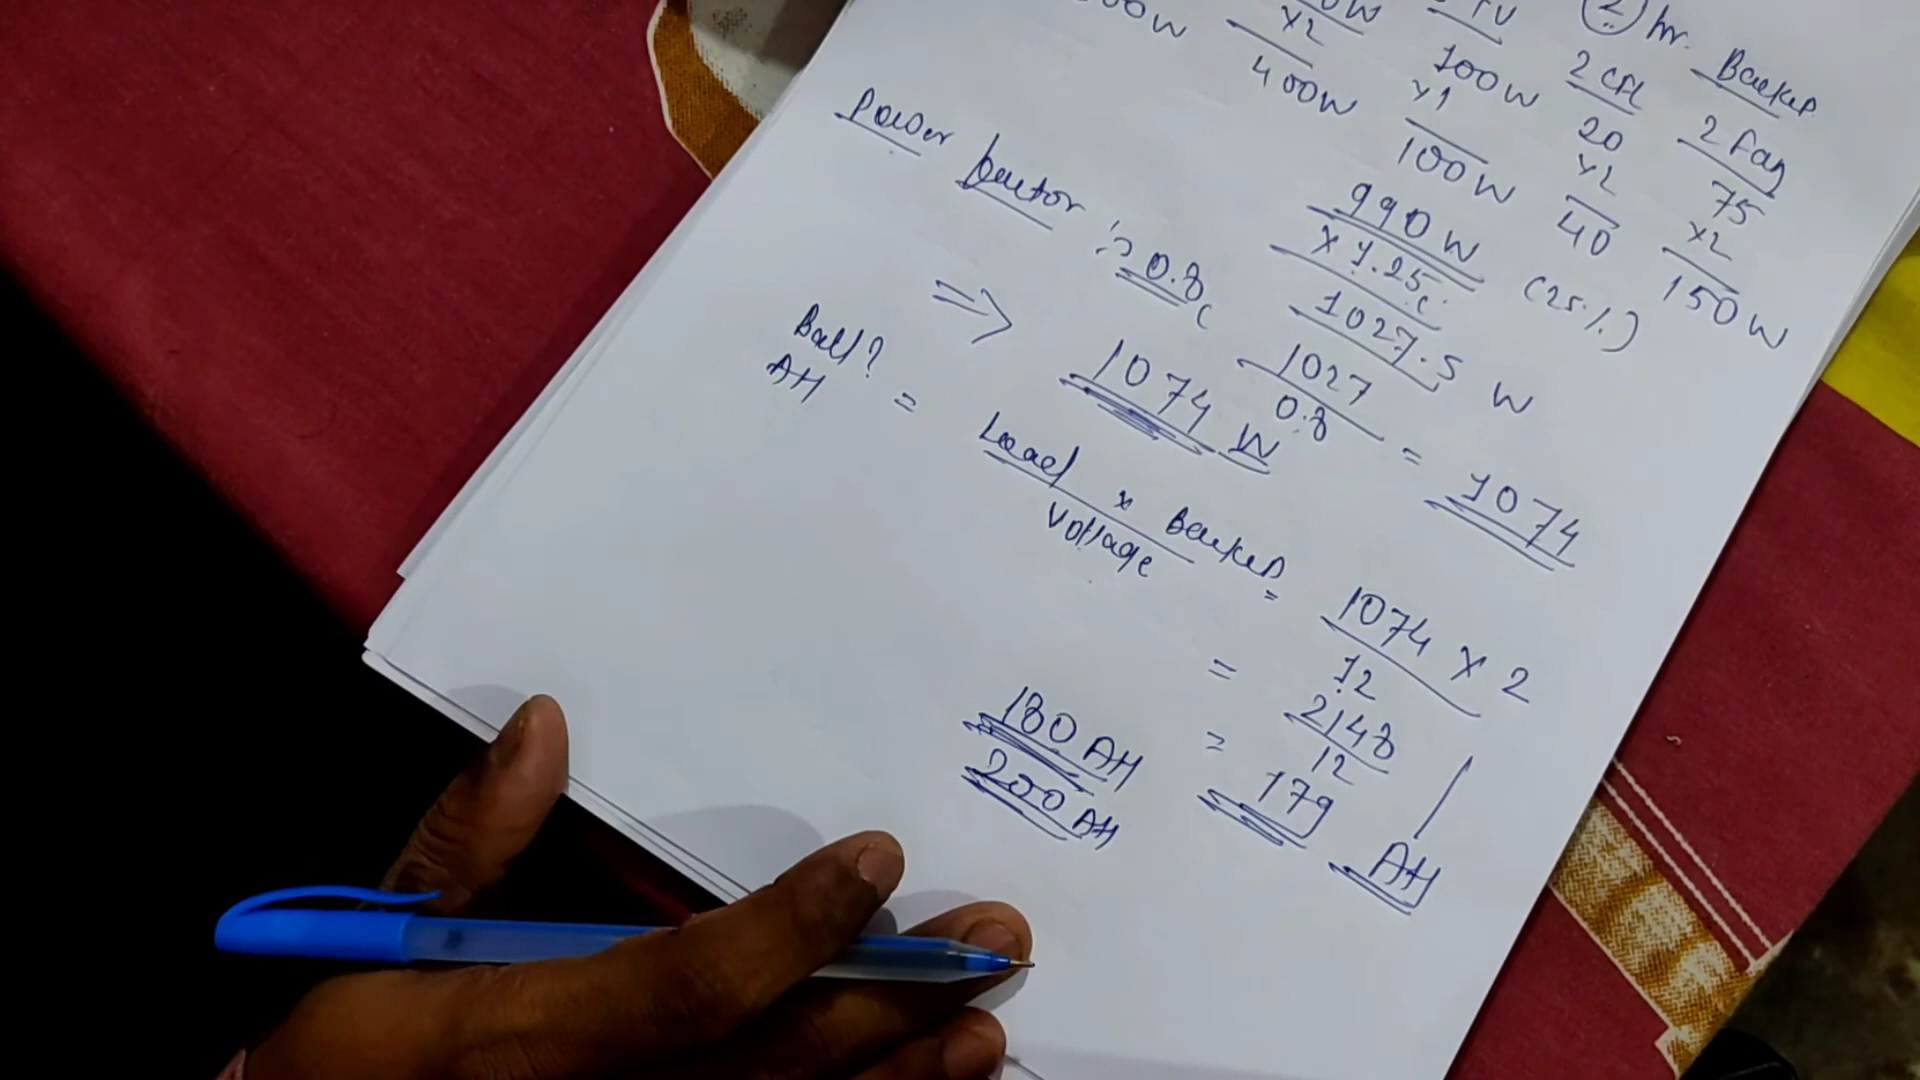 2 hr. Backup
TV 2 CFL 2 fan
100W 20 75
X2 X1 X2 X2
400W 100W 40 150W
990W
X 1.25 (25%)
1027.5 W
Power factor :> 0.8
1027
0.8 = 1074
=> 1074 W
Batt?
AH = Load x Backup
Voltage
= 1074 X 2
12
= 2148
12
= 179 AH
180 AH
200 AH